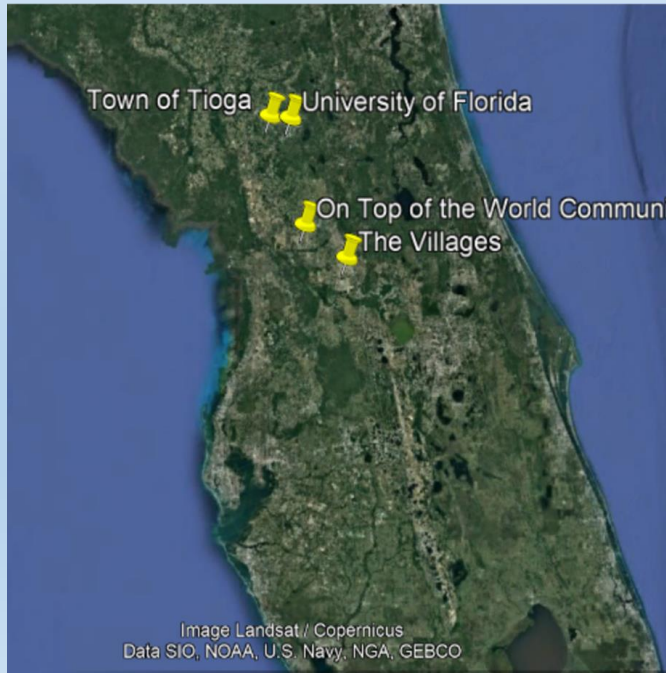 Town of Tioga
University of Florida
On Top of the World Communi
The Villages
Image Landsat / Copernicus
Data SIO, NOAA, U.S. Navy, NGA, GEBCO